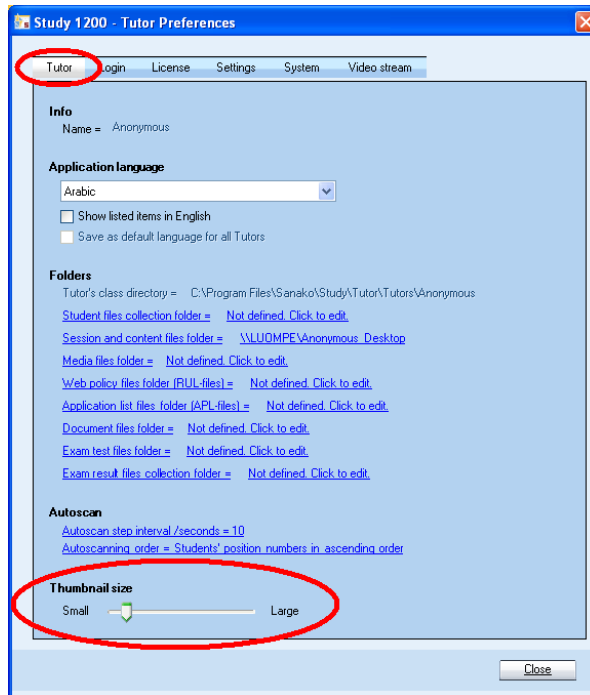 Study 1200 - Tutor Preferences
Tutor Login License Settings System Video stream
Info
Name = Anonymous
Application language
Arabic
Show listed items in English
Save as default language for all Tutors
Folders
Tutor's class directory = C:\Program Files\Sanako\Study\Tutor\Tutors\Anonymous
Student files collection folder = Not defined. Click to edit.
Session and content files folder = \\LUOMPE\Anonymous_Desktop
Media files folder = Not defined. Click to edit.
Web policy files folder (RUL-files) = Not defined. Click to edit.
Application list files folder (APL-files) = Not defined. Click to edit.
Document files folder = Not defined. Click to edit.
Exam test files folder = Not defined. Click to edit.
Exam result files collection folder = Not defined. Click to edit.
Autoscan
Autoscan step interval /seconds = 10
Autoscanning order = Students' position numbers in ascending order
Thumbnail size
Small Large
Close